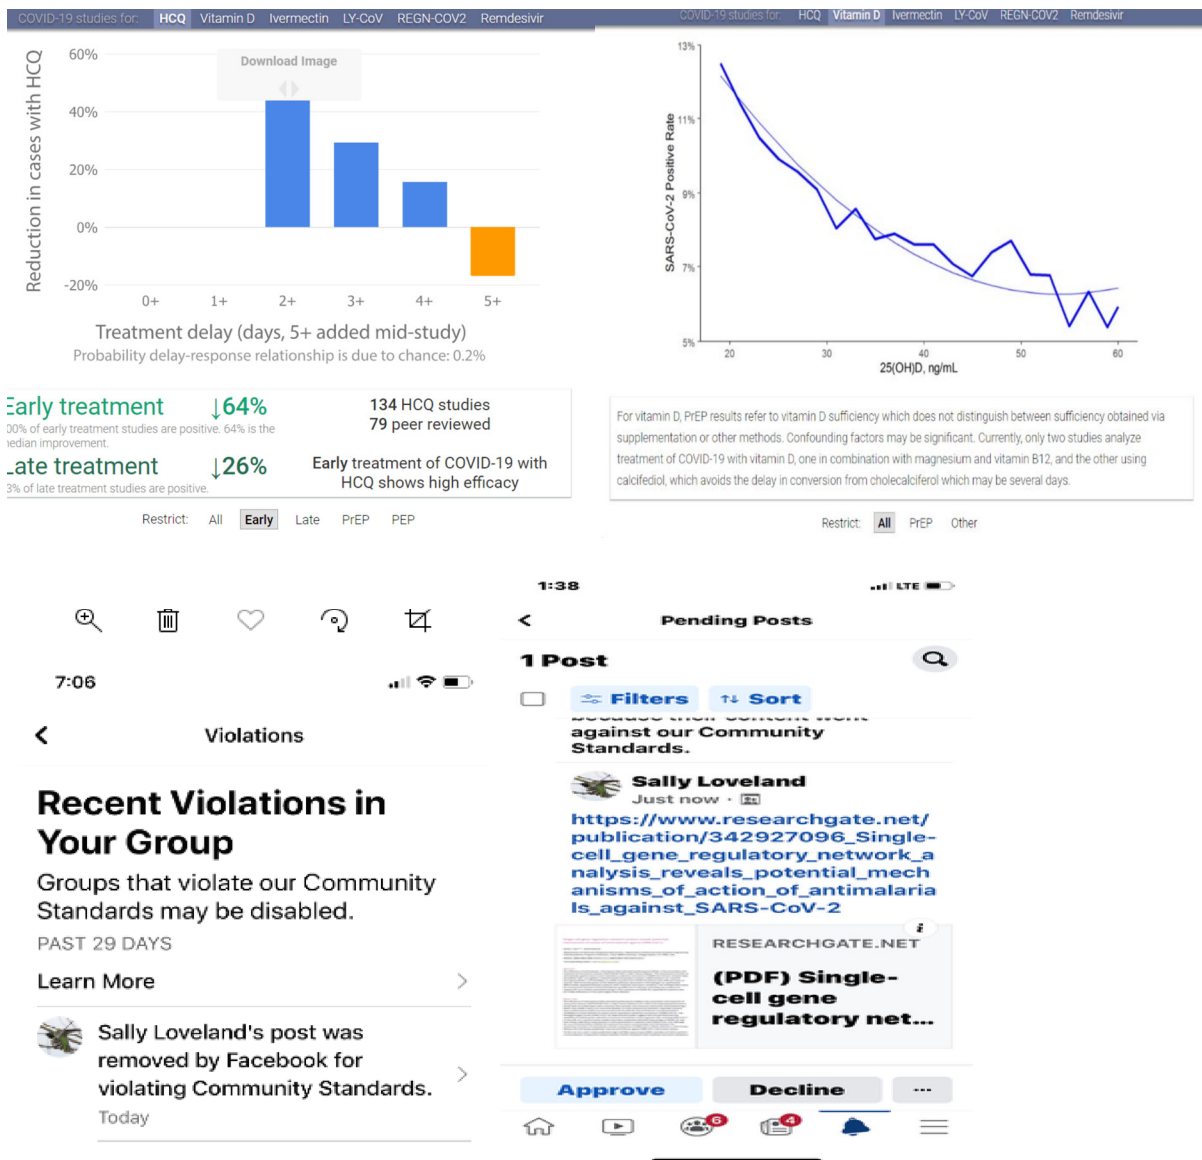 COVID-19 studies for: HCQ Vitamin D Ivermectin LY-CoV REGN-COV2 Remdesivir
Reduction in cases with HCQ
60%
40%
20%
0%
-20%
Download Image
0+ 1+ 2+ 3+ 4+ 5+
Treatment delay (days, 5+ added mid-study)
Probability delay-response relationship is due to chance: 0.2%
Early treatment ↓64%
00% of early treatment studies are positive. 64% is the
median improvement.
Late treatment ↓26%
3% of late treatment studies are positive.
134 HCQ studies
79 peer reviewed
Early treatment of COVID-19 with
HCQ shows high efficacy
Restrict: All Early Late PrEP PEP
COVID-19 studies for: HCQ Vitamin D Ivermectin LY-CoV REGN-COV2 Remdesivir
SARS-CoV-2 Positive Rate
13%
11%
9%
7%
5%
20 30 40 50 60
25(OH)D, ng/mL
For vitamin D, PrEP results refer to vitamin D sufficiency which does not distinguish between sufficiency obtained via
supplementation or other methods. Confounding factors may be significant. Currently, only two studies analyze
treatment of COVID-19 with vitamin D, one in combination with magnesium and vitamin B12, and the other using
calcifediol, which avoids the delay in conversion from cholecalciferol which may be several days.
Restrict: All PrEP Other
7:06
Violations
Recent Violations in
Your Group
Groups that violate our Community
Standards may be disabled.
PAST 29 DAYS
Learn More
Sally Loveland's post was
removed by Facebook for
violating Community Standards.
Today
1:38
LTE
Pending Posts
1 Post
Filters Sort
because their content went
against our Community
Standards.
Sally Loveland
Just now ·
https://www.researchgate.net/
publication/342927096_Single-
cell_gene_regulatory_network_a
nalysis_reveals_potential_mech
anisms_of_action_of_antimalaria
ls_against_SARS-CoV-2
RESEARCHGATE.NET
(PDF) Single-
cell gene
regulatory net...
Approve Decline ...
6
4